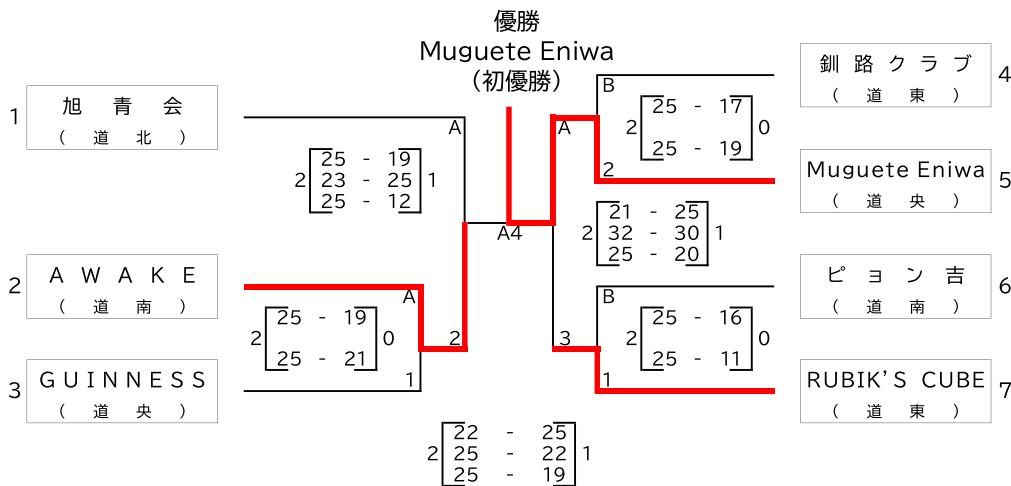 優勝
Muguete Eniwa
（初優勝）
1 旭青会
（道北）
2 AWAKE
（道南）
3 GUINNESS
（道央）
A
25 - 19
2 23 - 25 1
25 - 12
A
25 - 19
2 0
25 - 21
2
1
A4
22 - 25
2 25 - 22 1
25 - 19
釧路クラブ 4
（道東）
B
25 - 17
2 0
25 - 19
A
2
Muguete Eniwa 5
（道央）
21 - 25
2 32 - 30 1
25 - 20
ピョン吉 6
（道南）
B
25 - 16
2 0
25 - 11
3
1
RUBIK'S CUBE 7
（道東）